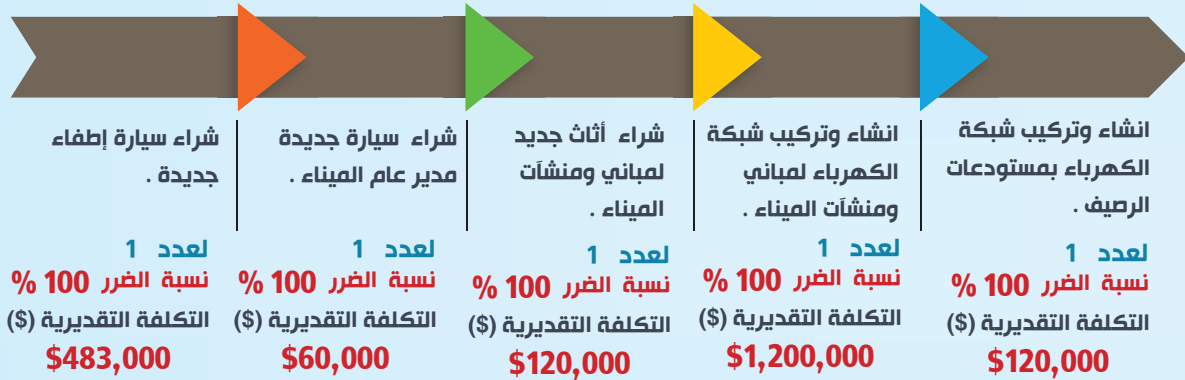 انشاء وتركيب شبكة
الكهرباء بمستودعات
الرصيف .
لعدد 1
نسبة الضرر 100 %
التكلفة التقديرية ($)
$120,000
انشاء وتركيب شبكة
الكهرباء لمباني
ومنشآت الميناء .
لعدد 1
نسبة الضرر 100 %
التكلفة التقديرية ($)
$1,200,000
شراء أثاث جديد
لمباني ومنشآت
الميناء .
لعدد 1
نسبة الضرر 100 %
التكلفة التقديرية ($)
$120,000
شراء سيارة جديدة
مدير عام الميناء .
لعدد 1
نسبة الضرر 100 %
التكلفة التقديرية ($)
$60,000
شراء سيارة إطفاء
جديدة .
لعدد 1
نسبة الضرر 100 %
التكلفة التقديرية ($)
$483,000